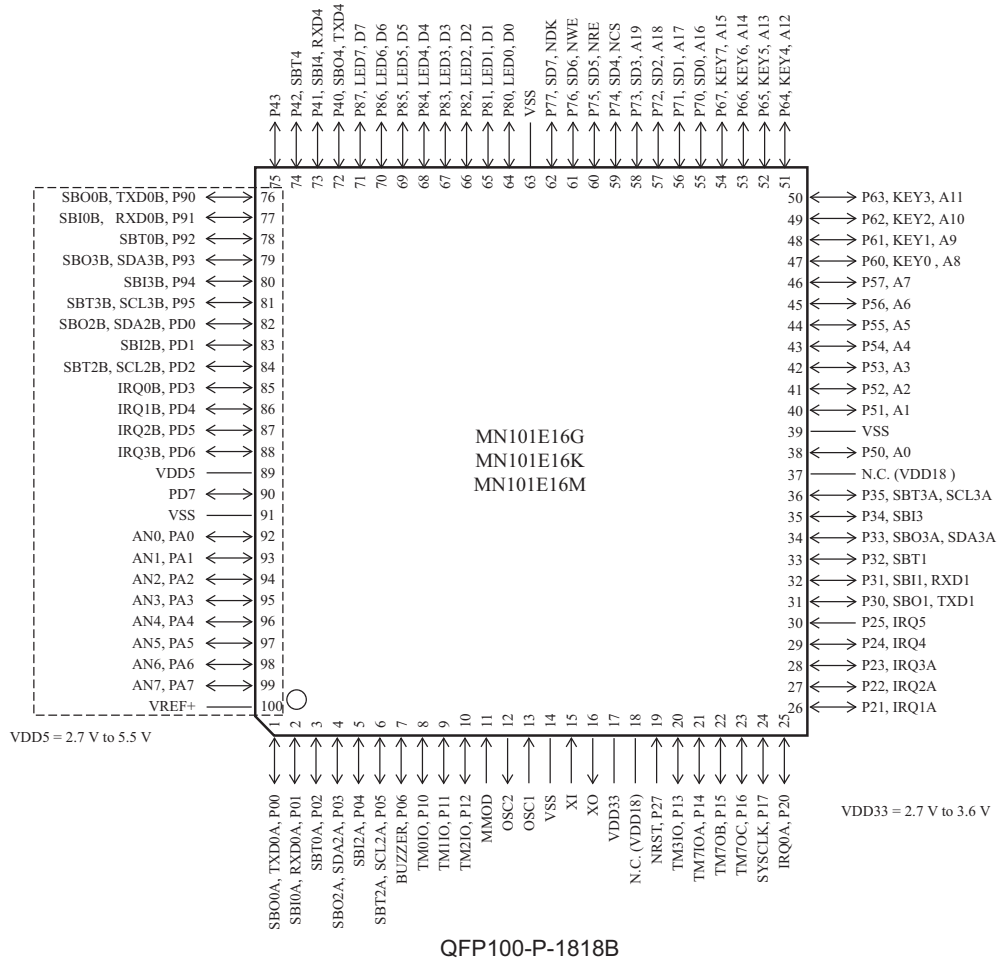 P43
P42, SBT4
P41, SBI4, RXD4
P40, SBO4, TXD4
P87, LED7, D7
P86, LED6, D6
P85, LED5, D5
P84, LED4, D4
P83, LED3, D3
P82, LED2, D2
P81, LED1, D1
P80, LED0, D0
VSS
P77, SD7, NDK
P76, SD6, NWE
P75, SD5, NRE
P74, SD4, NCS
P73, SD3, A19
P72, SD2, A18
P71, SD1, A17
P70, SD0, A16
P67, KEY7, A15
P66, KEY6, A14
P65, KEY5, A13
P64, KEY4, A12
75 74 73 72 71 70 69 68 67 66 65 64 63 62 61 60 59 58 57 56 55 54 53 52 51
SBO0B, TXD0B, P90 76
SBI0B, RXD0B, P91 77
SBT0B, P92 78
SBO3B, SDA3B, P93 79
SBI3B, P94 80
SBT3B, SCL3B, P95 81
SBO2B, SDA2B, PD0 82
SBI2B, PD1 83
SBT2B, SCL2B, PD2 84
IRQ0B, PD3 85
IRQ1B, PD4 86
IRQ2B, PD5 87
IRQ3B, PD6 88
VDD5 89
PD7 90
VSS 91
AN0, PA0 92
AN1, PA1 93
AN2, PA2 94
AN3, PA3 95
AN4, PA4 96
AN5, PA5 97
AN6, PA6 98
AN7, PA7 99
VREF+ 100
VDD5 = 2.7 V to 5.5 V
MN101E16G
MN101E16K
MN101E16M
50 P63, KEY3, A11
49 P62, KEY2, A10
48 P61, KEY1, A9
47 P60, KEY0 , A8
46 P57, A7
45 P56, A6
44 P55, A5
43 P54, A4
42 P53, A3
41 P52, A2
40 P51, A1
39 VSS
38 P50, A0
37 N.C. (VDD18 )
36 P35, SBT3A, SCL3A
35 P34, SBI3
34 P33, SBO3A, SDA3A
33 P32, SBT1
32 P31, SBI1, RXD1
31 P30, SBO1, TXD1
30 P25, IRQ5
29 P24, IRQ4
28 P23, IRQ3A
27 P22, IRQ2A
26 P21, IRQ1A
1 2 3 4 5 6 7 8 9 10 11 12 13 14 15 16 17 18 19 20 21 22 23 24 25
SBO0A, TXD0A, P00
SBI0A, RXD0A, P01
SBT0A, P02
SBO2A, SDA2A, P03
SBI2A, P04
SBT2A, SCL2A, P05
BUZZER, P06
TM0IO, P10
TM1IO, P11
TM2IO, P12
MMOD
OSC2
OSC1
VSS
XI
XO
VDD33
N.C. (VDD18)
NRST, P27
TM3IO, P13
TM7IOA, P14
TM7OB, P15
TM7OC, P16
SYSCLK, P17
IRQ0A, P20
VDD33 = 2.7 V to 3.6 V
QFP100-P-1818B